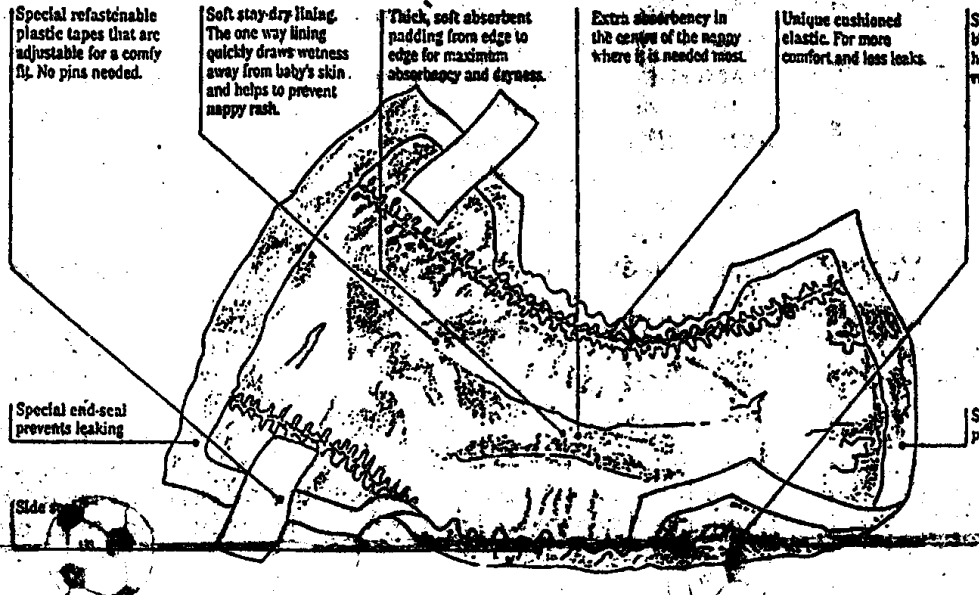 Special refastenable
plastic tapes that are
adjustable for a comfy
fit. No pins needed.
Soft stay-dry lining.
The one way lining
quickly draws wetness
away from baby's skin
and helps to prevent
nappy rash.
Thick, soft absorbent
padding from edge to
edge for maximum
absorbency and dryness.
Extra absorbency in
the centre of the nappy
where it is needed most.
Unique cushioned
elastic. For more
comfort and less leaks.
Special end-seal
prevents leaking
Side